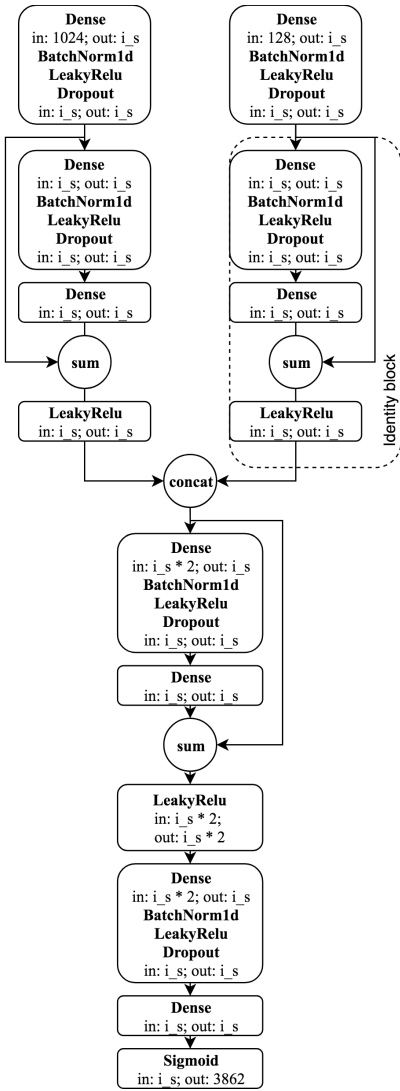 Dense
in: 1024; out: i_s
BatchNorm1d
LeakyRelu
Dropout
in: i_s; out: i_s
Dense
in: i_s; out: i_s
BatchNorm1d
LeakyRelu
Dropout
in: i_s; out: i_s
Dense
in: i_s; out: i_s
sum
LeakyRelu
in: i_s; out: i_s
Dense
in: 128; out: i_s
BatchNorm1d
LeakyRelu
Dropout
in: i_s; out: i_s
Dense
in: i_s; out: i_s
BatchNorm1d
LeakyRelu
Dropout
in: i_s; out: i_s
Dense
in: i_s; out: i_s
sum
LeakyRelu
in: i_s; out: i_s
Identity block
concat
Dense
in: i_s * 2; out: i_s
BatchNorm1d
LeakyRelu
Dropout
in: i_s; out: i_s
Dense
in: i_s; out: i_s
sum
LeakyRelu
in: i_s * 2;
out: i_s * 2
Dense
in: i_s * 2; out: i_s
BatchNorm1d
LeakyRelu
Dropout
in: i_s; out: i_s
Dense
in: i_s; out: i_s
Sigmoid
in: i_s; out: 3862